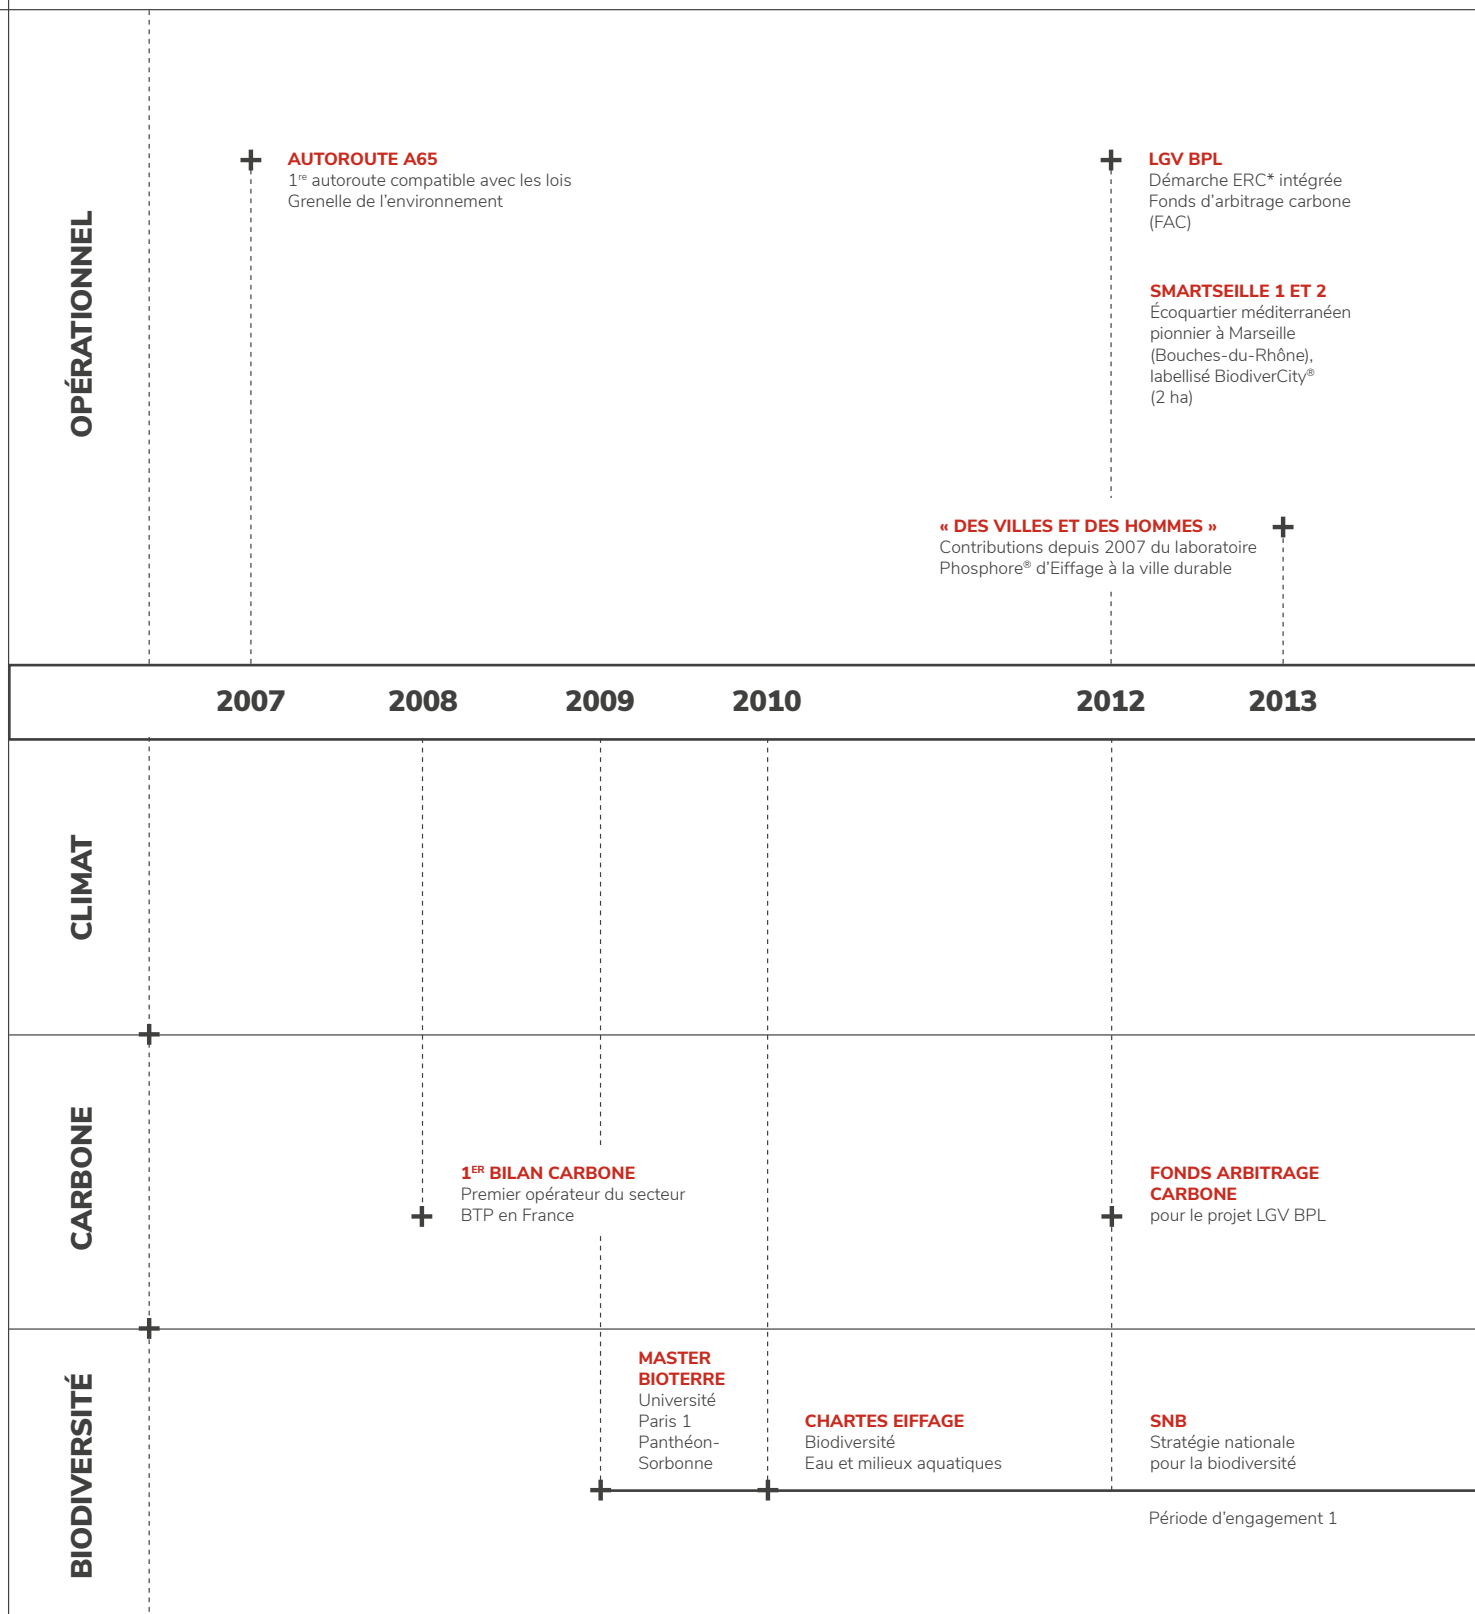 OPÉRATIONNEL
AUTOROUTE A65
1re autoroute compatible avec les lois
Grenelle de l'environnement
LGV BPL
Démarche ERC* intégrée
Fonds d'arbitrage carbone
(FAC)
SMARTSEILLE 1 ET 2
Écoquartier méditerranéen
pionnier à Marseille
(Bouches-du-Rhône),
labellisé BiodiverCity®
(2 ha)
« DES VILLES ET DES HOMMES »
Contributions depuis 2007 du laboratoire
Phosphore® d'Eiffage à la ville durable
2007 2008 2009 2010 2012 2013
CLIMAT
CARBONE
1ER BILAN CARBONE
Premier opérateur du secteur
BTP en France
FONDS ARBITRAGE
CARBONE
pour le projet LGV BPL
BIODIVERSITÉ
MASTER
BIOTERRE
Université
Paris 1
Panthéon-
Sorbonne
CHARTES EIFFAGE
Biodiversité
Eau et milieux aquatiques
SNB
Stratégie nationale
pour la biodiversité
Période d'engagement 1